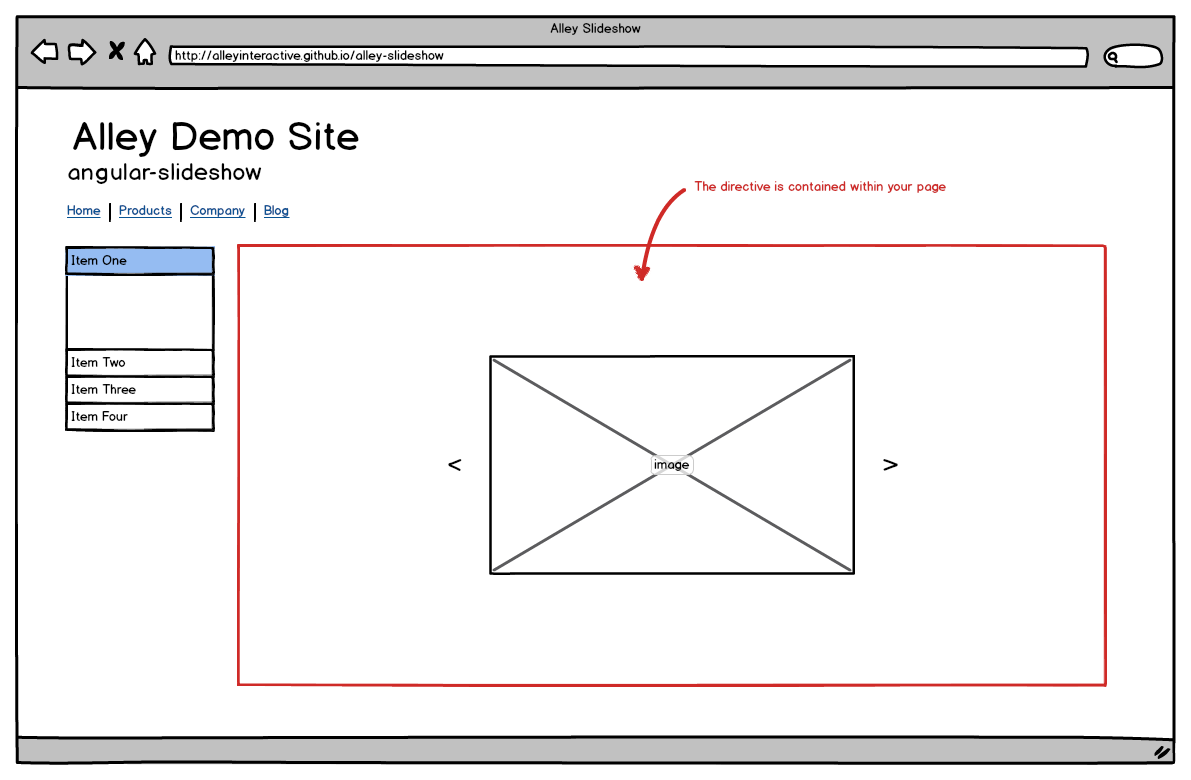 Alley Slideshow
http://alleyinteractive.github.io/alley-slideshow
Alley Demo Site
angular-slideshow
The directive is contained within your page
Home | Products | Company | Blog
Item One
Item Two
Item Three
Item Four
< image >